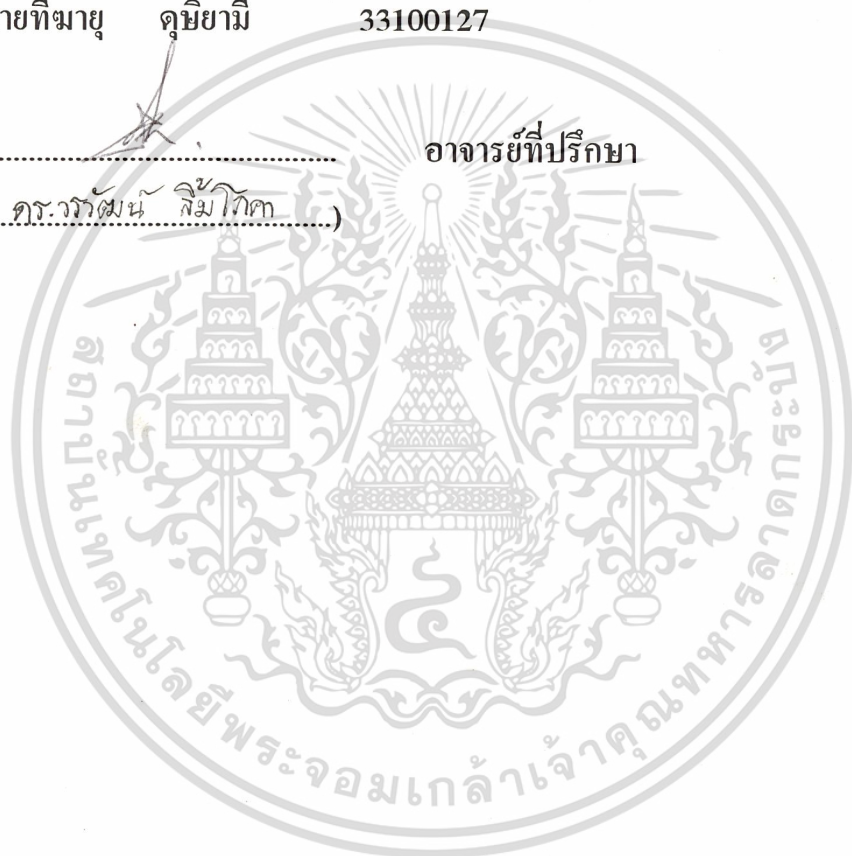 ายทีฆายุ ดุษิยามี 33100127
อาจารย์ที่ปรึกษา
ดร.วรวัฒน์ ลิ้มโภคา )
สถาบันเทคโนโลยีพระจอมเกล้าเจ้าคุณทหารลาดกระบัง